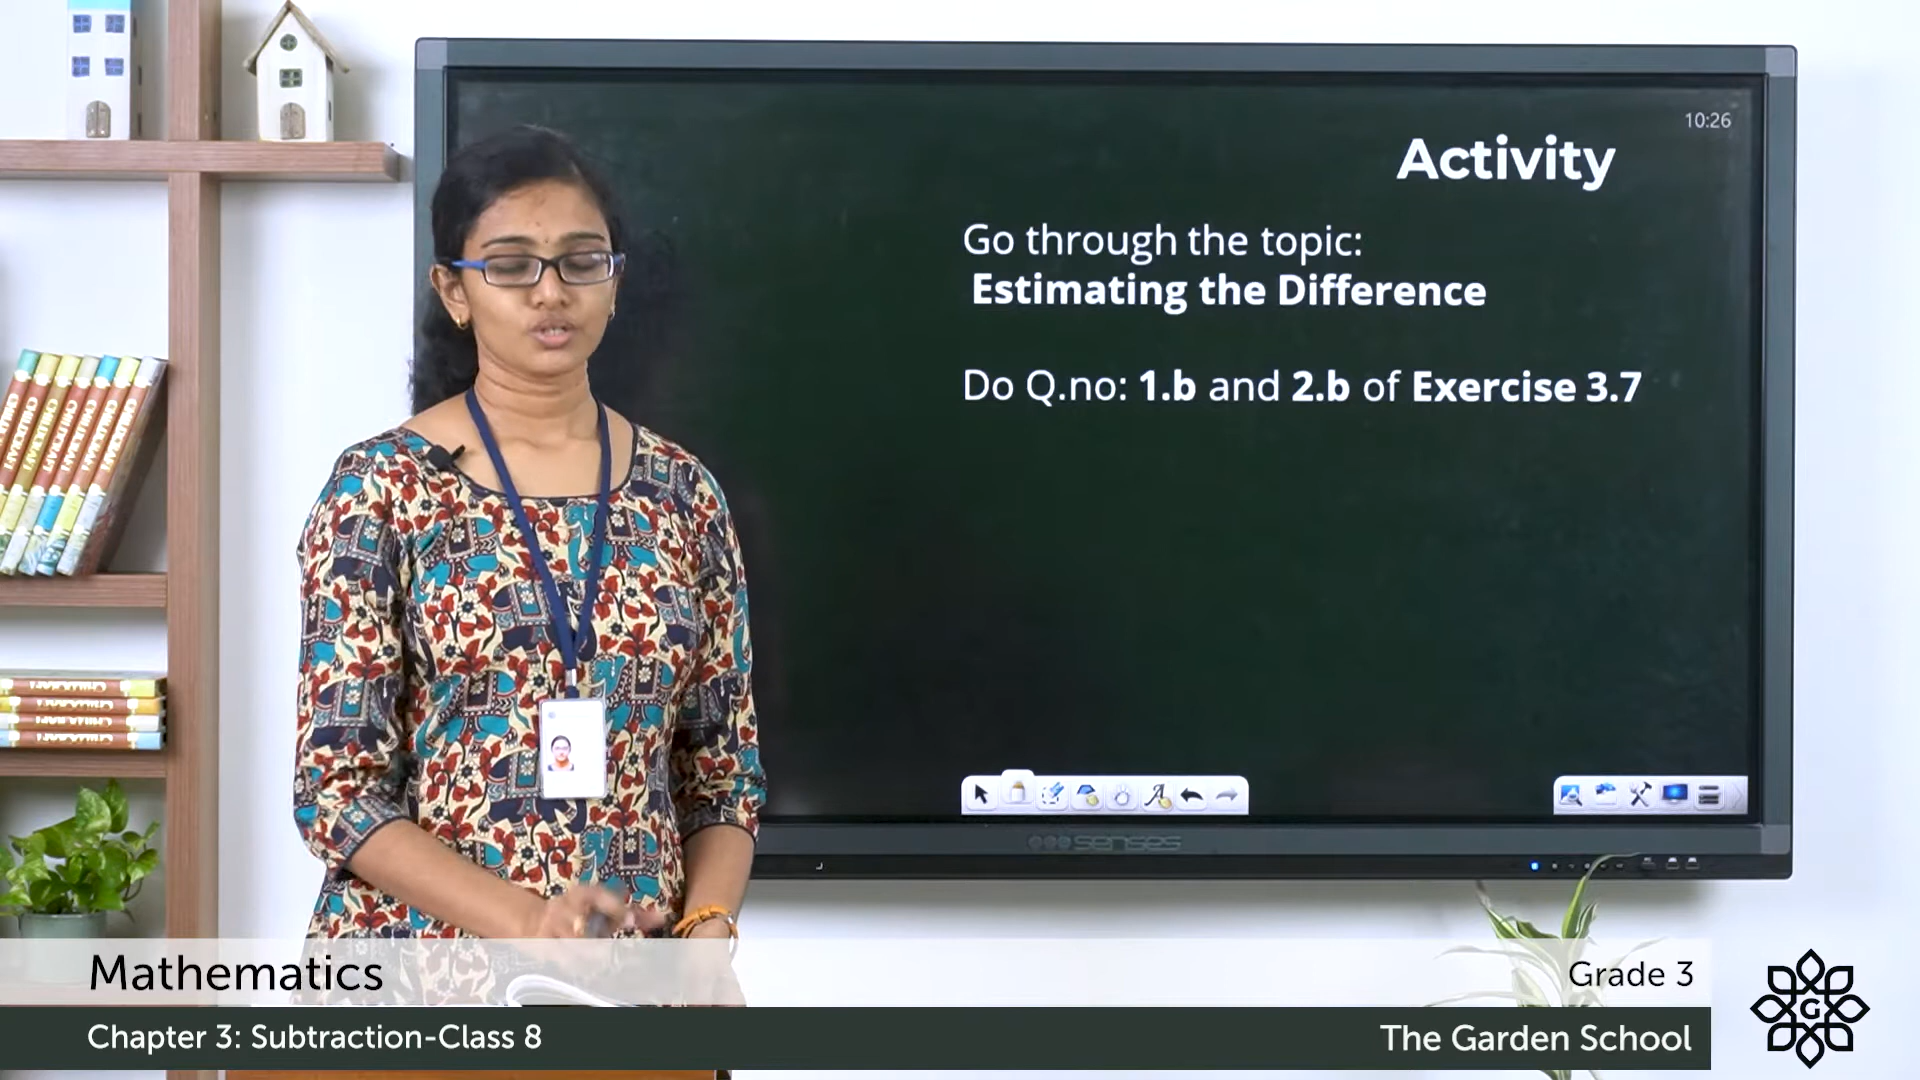 10:26
Activity
Go through the topic:
Estimating the Difference
Do Q.no: 1.b and 2.b of Exercise 3.7
senses
Mathematics
Grade 3
Chapter 3: Subtraction-Class 8
The Garden School
G